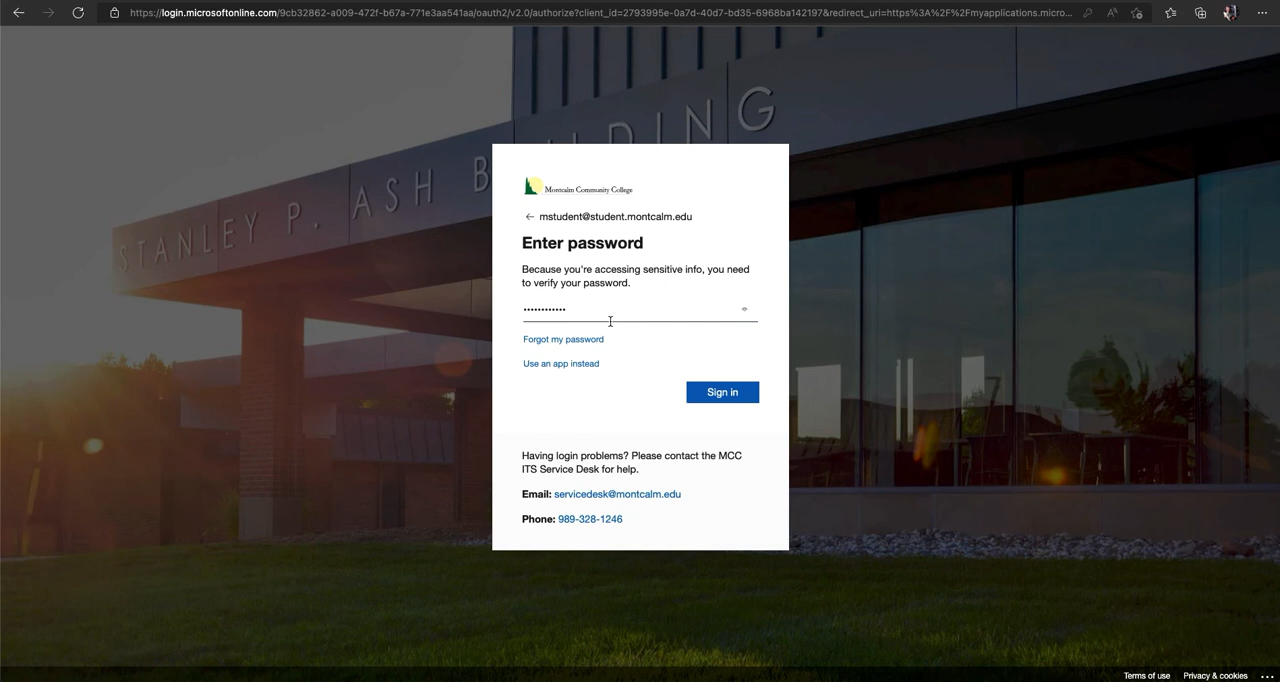 https://login.microsoftonline.com/9cb32862-a009-472f-b67a-771e3aa541aa/oauth2/v2.0/authorize?client_id=2793995e-0a7d-40d7-bd35-6968ba142197&redirect_uri=https%3A%2F%2Fmyapplications.micro...
STANLEY P. ASH B DING
Montcalm Community College
mstudent@student.montcalm.edu
Enter password
Because you're accessing sensitive info, you need
to verify your password.
••••••••••••
Forgot my password
Use an app instead
Sign in
Having login problems? Please contact the MCC
ITS Service Desk for help.
Email: servicedesk@montcalm.edu
Phone: 989-328-1246
Terms of use Privacy & cookies ...